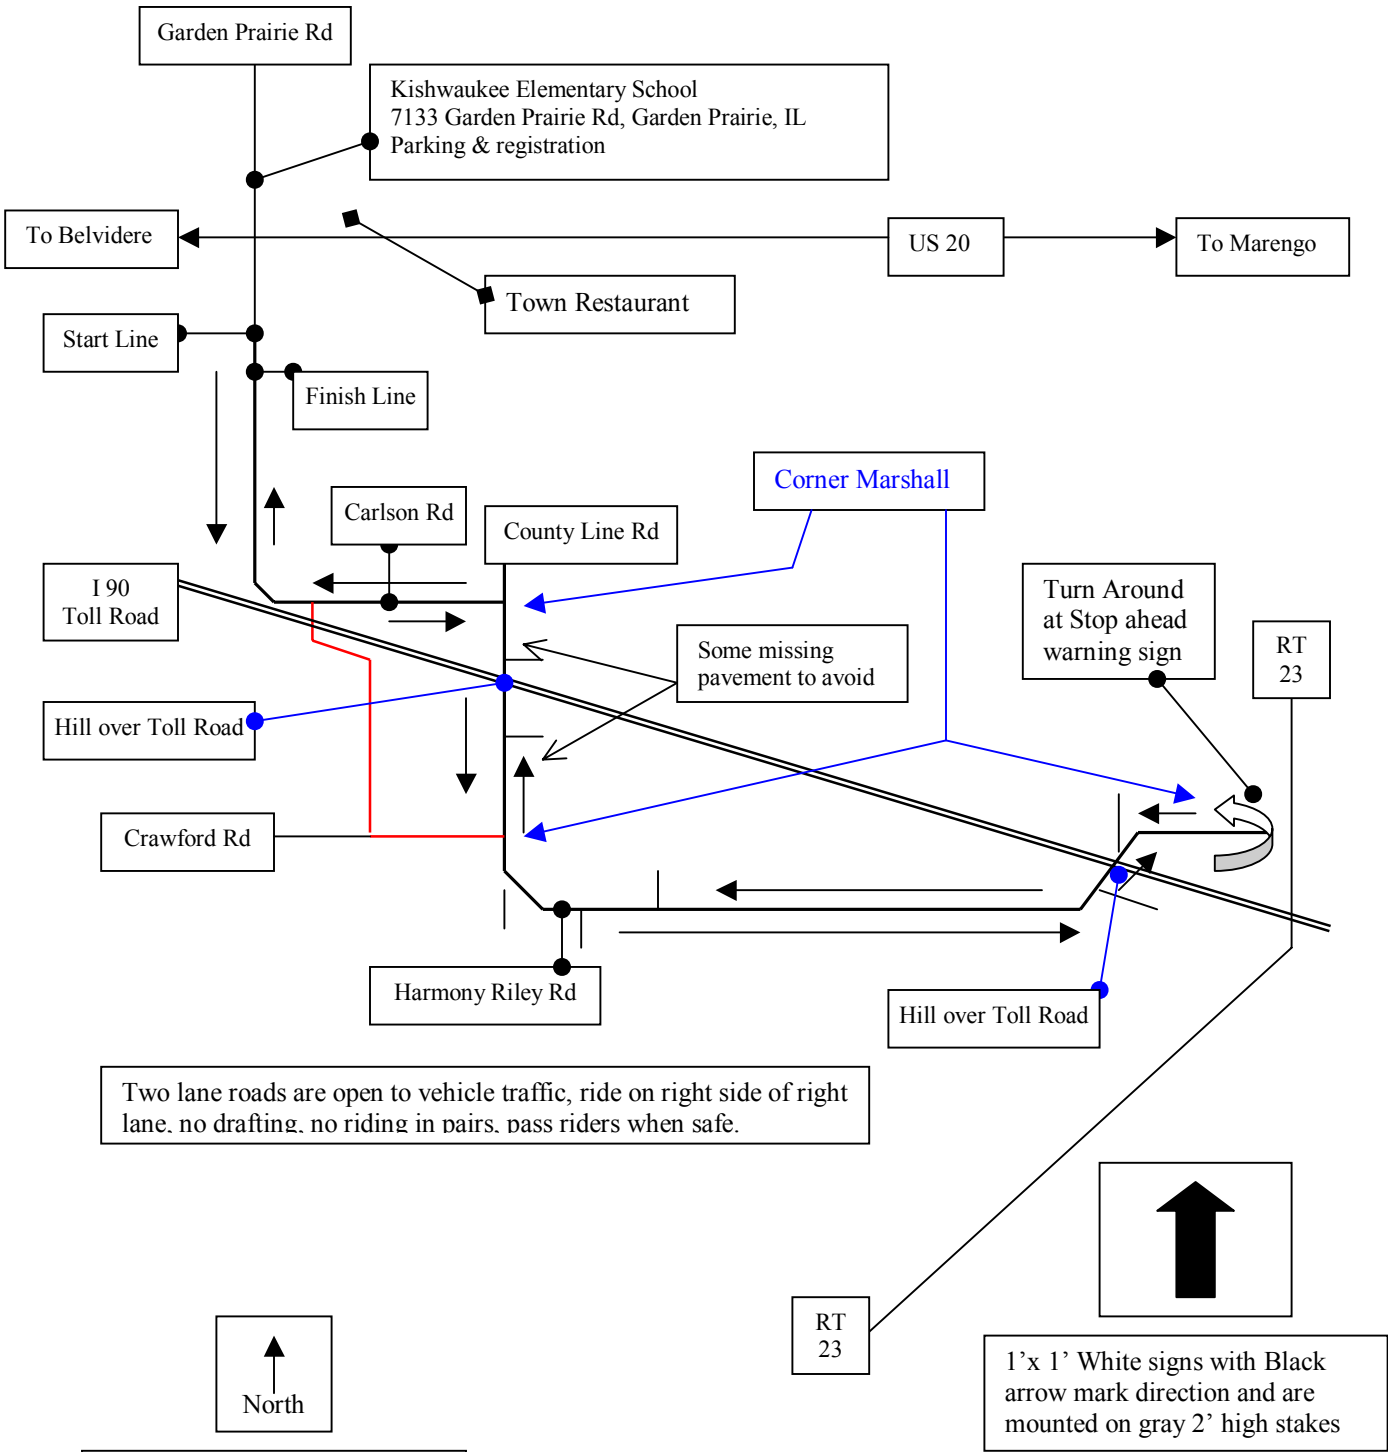 Garden Prairie Rd
Kishwaukee Elementary School
7133 Garden Prairie Rd, Garden Prairie, IL
Parking & registration
To Belvidere
US 20
To Marengo
Town Restaurant
Start Line
Finish Line
Corner Marshall
Carlson Rd
County Line Rd
I 90
Toll Road
Turn Around
at Stop ahead
warning sign
RT
23
Some missing
pavement to avoid
Hill over Toll Road
Crawford Rd
Harmony Riley Rd
Hill over Toll Road
Two lane roads are open to vehicle traffic, ride on right side of right
lane, no drafting, no riding in pairs, pass riders when safe.
RT
23
North
1’x 1’ White signs with Black
arrow mark direction and are
mounted on gray 2’ high stakes